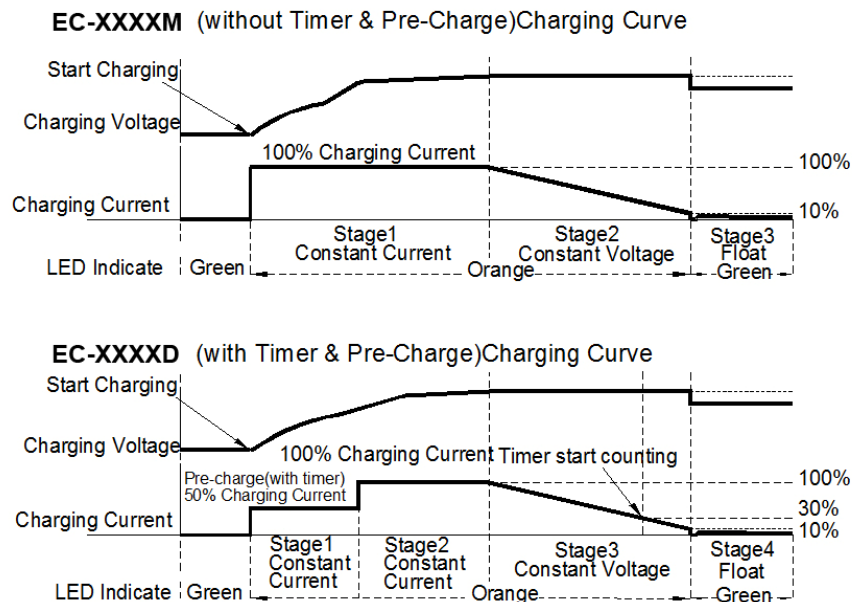 EC-XXXXM (without Timer & Pre-Charge)Charging Curve
Start Charging
Charging Voltage
100% Charging Current
100%
Charging Current
10%
Stage1
Constant Current
Stage2
Constant Voltage
Stage3
Float
LED Indicate
Green
Orange
Green
EC-XXXXD (with Timer & Pre-Charge)Charging Curve
Start Charging
Charging Voltage
100% Charging Current
Timer start counting
Pre-charge(with timer)
50% Charging Current
100%
30%
Charging Current
10%
Stage1
Constant
Current
Stage2
Constant
Current
Stage3
Constant Voltage
Stage4
Float
LED Indicate
Green
Orange
Green